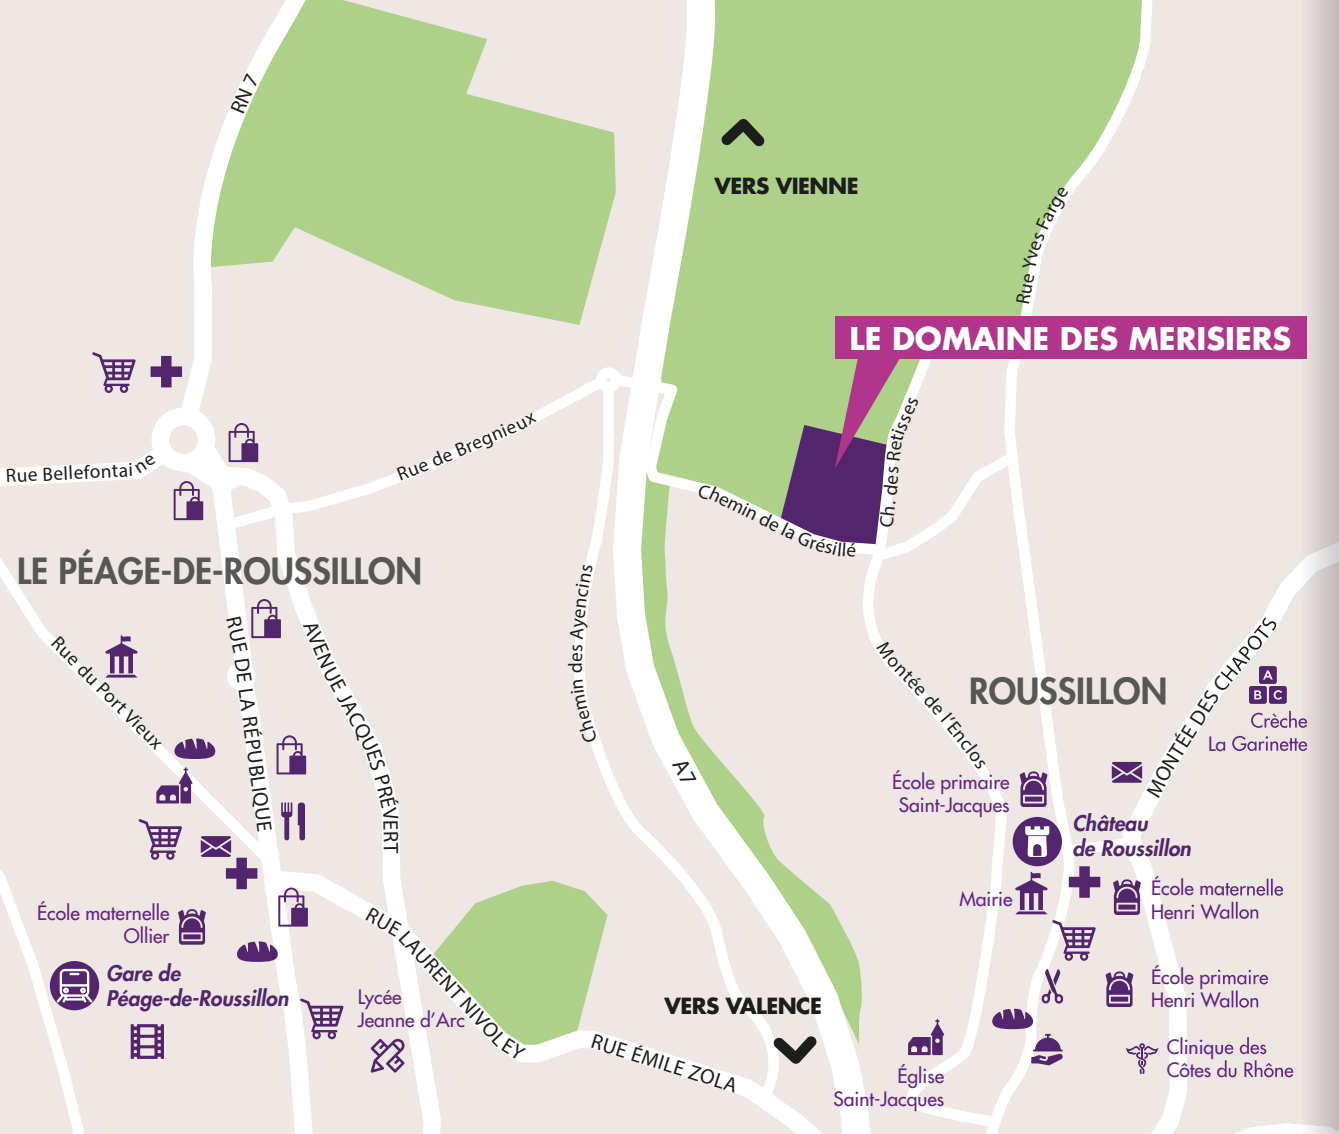 RN 7
VERS VIENNE
Rue Yves Farge
LE DOMAINE DES MERISIERS
Rue de Bregnieux
Rue Bellefontaine
Ch. des Retisses
Chemin de la Grésillé
LE PÉAGE-DE-ROUSSILLON
Chemin des Ayencins
RUE DE LA RÉPUBLIQUE
AVENUE JACQUES PRÉVERT
Rue du Port Vieux
Montée de l'Enclos
ROUSSILLON
MONTÉE DES CHAPOTS
A
B C
Crèche
La Garinette
A7
École primaire
Saint-Jacques
Château
de Roussillon
Mairie
École maternelle
Henri Wallon
École maternelle
Ollier
RUE LAURENT NIVOLEY
Gare de
Péage-de-Roussillon
Lycée
Jeanne d'Arc
VERS VALENCE
École primaire
Henri Wallon
RUE ÉMILE ZOLA
Clinique des
Côtes du Rhône
Église
Saint-Jacques